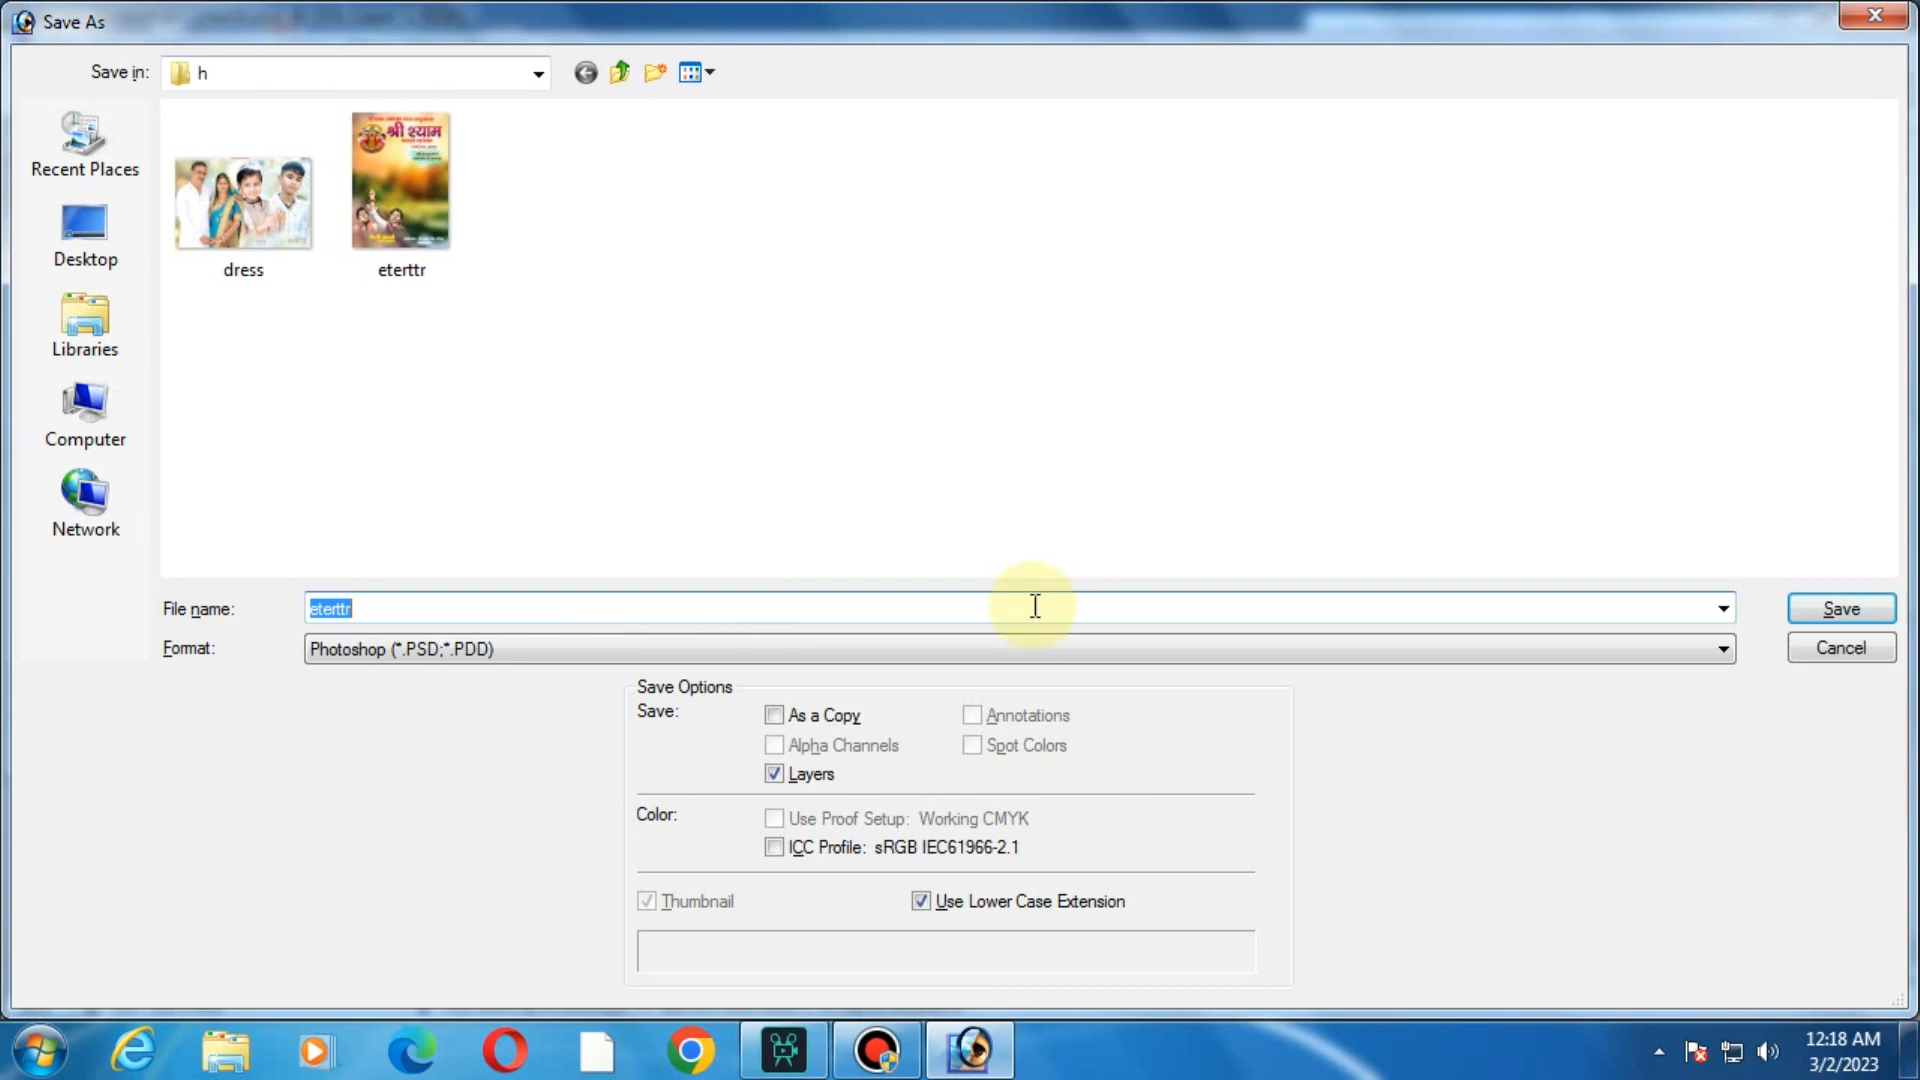 Save As
Save in: h
Recent Places
Desktop
Libraries
Computer
Network
श्री श्याम
dress
eterttr
File name: eterttr
Save
Format: Photoshop (*.PSD;*.PDD)
Cancel
Save Options
Save:
As a Copy
Annotations
Alpha Channels
Spot Colors
Layers
Color:
Use Proof Setup: Working CMYK
ICC Profile: sRGB IEC61966-2.1
Thumbnail
Use Lower Case Extension
12:18 AM
3/2/2023